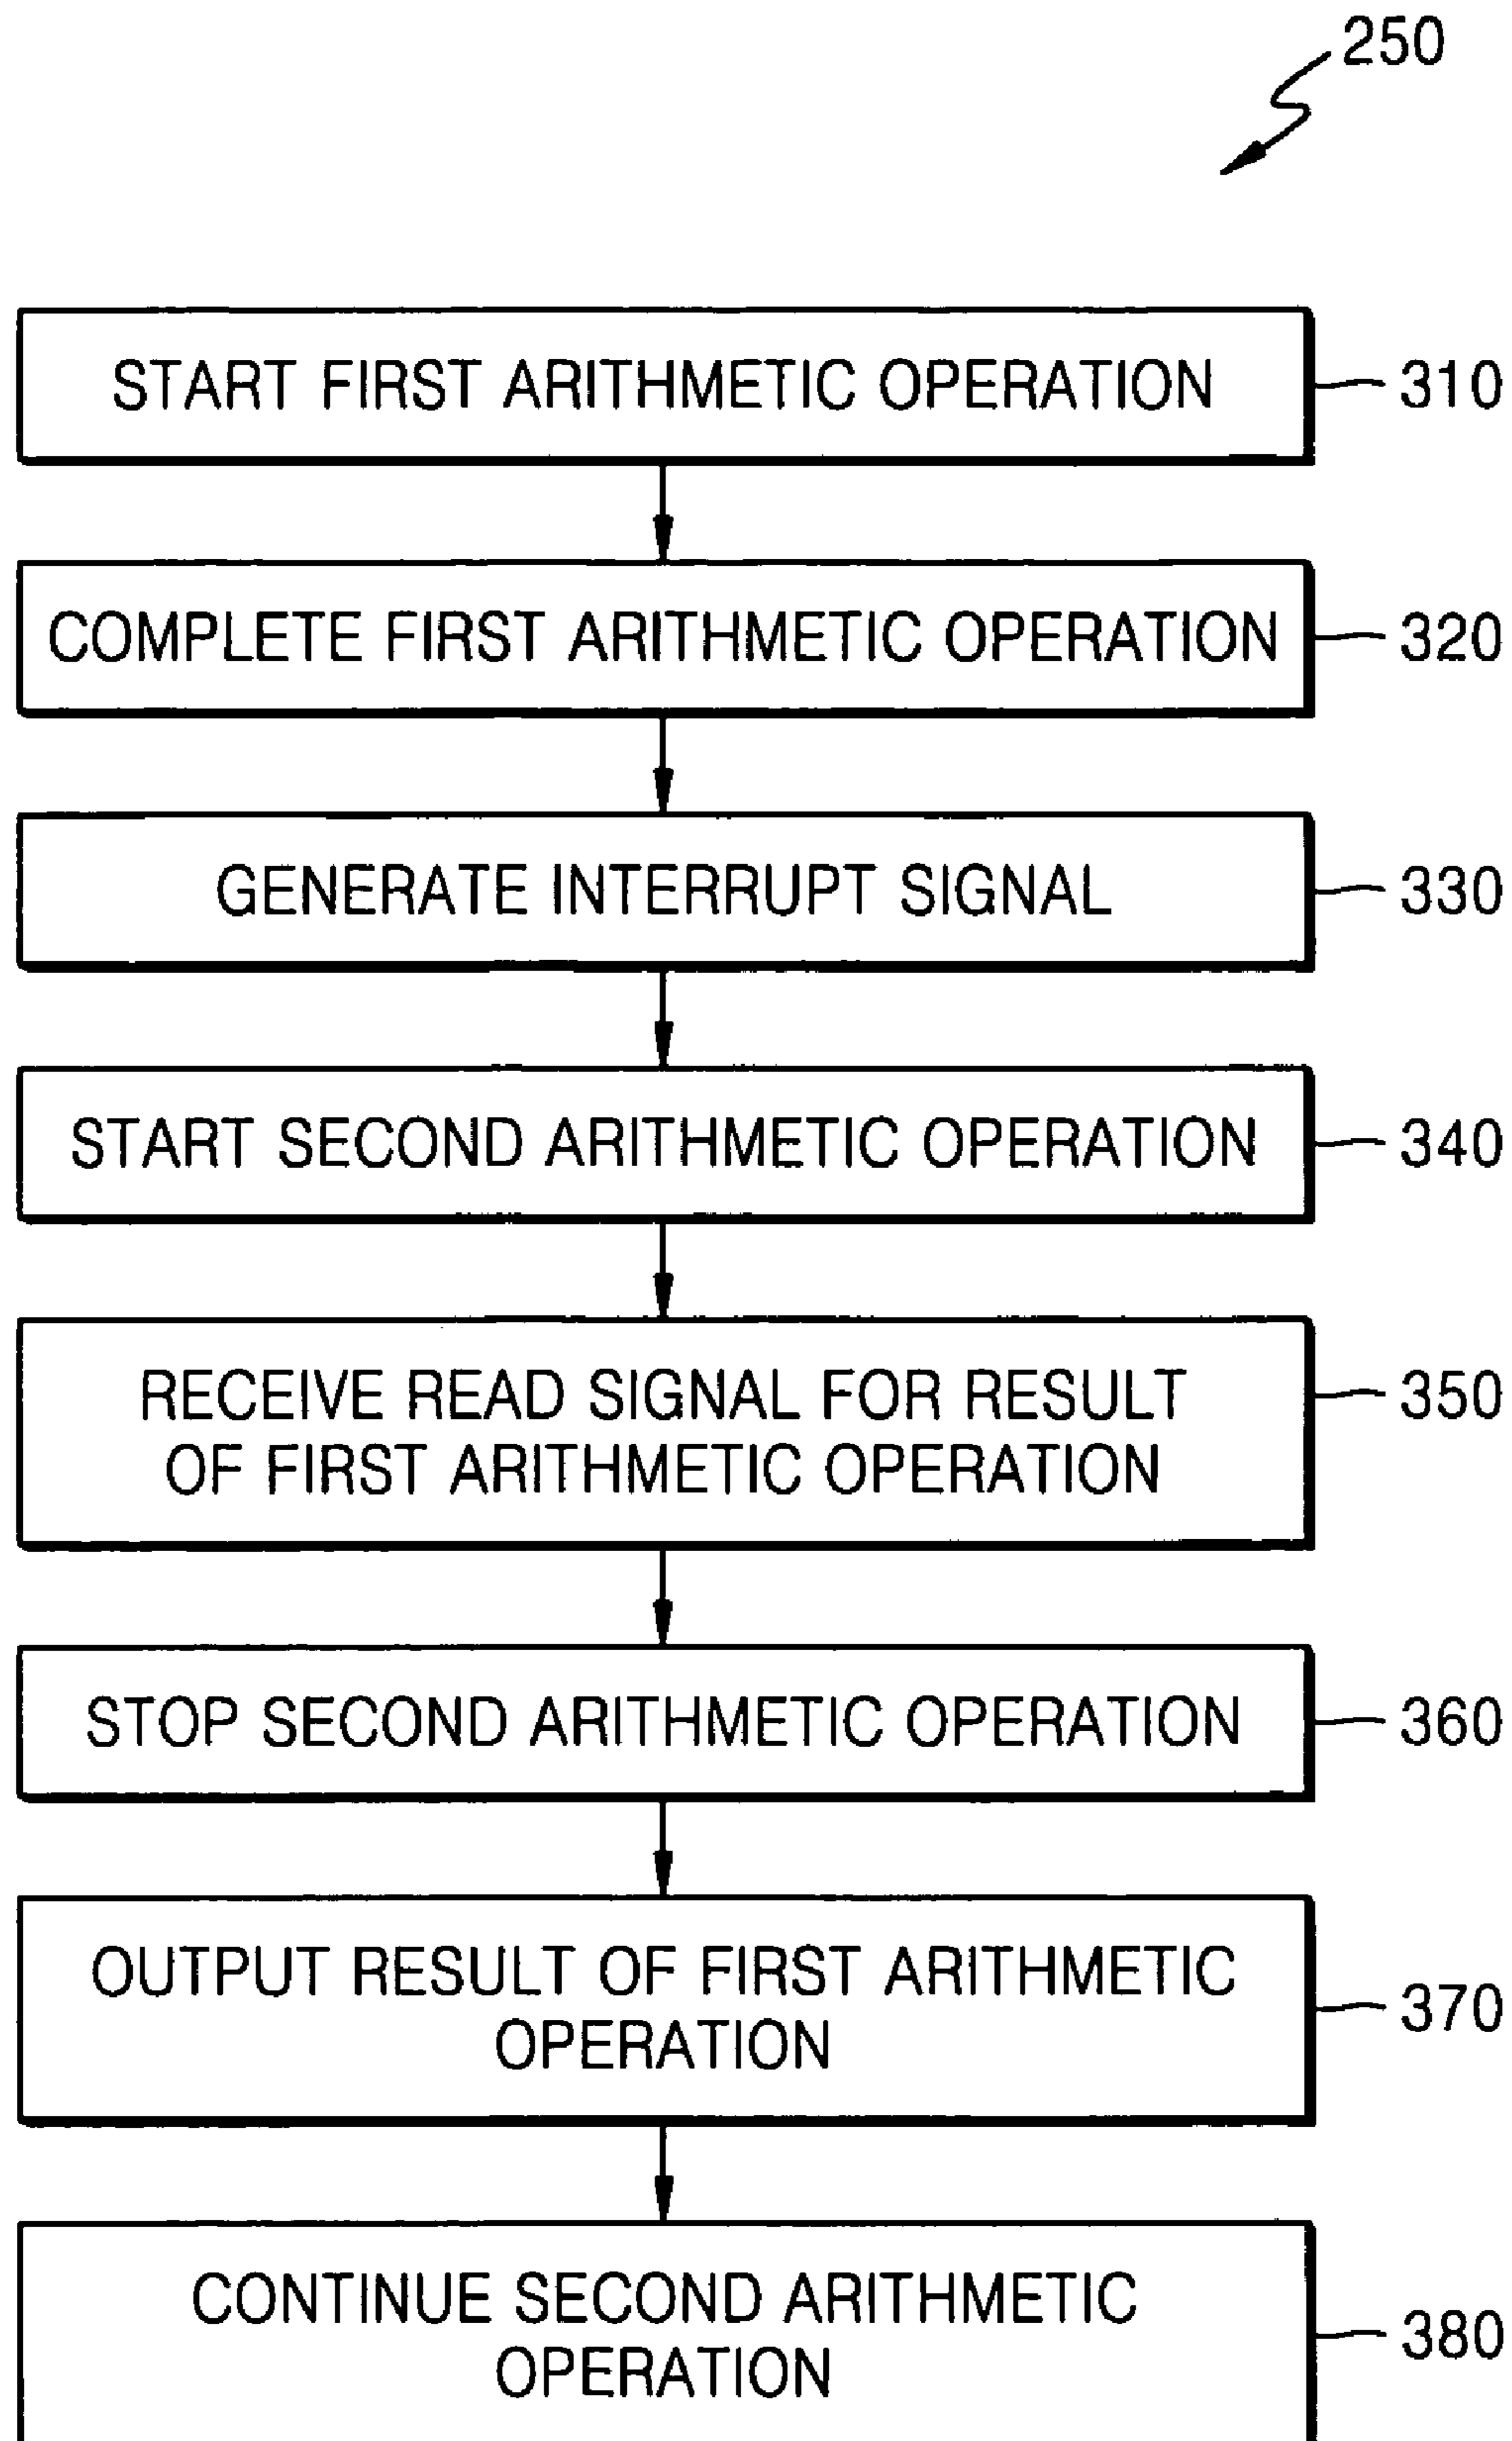 250
START FIRST ARITHMETIC OPERATION
310
COMPLETE FIRST ARITHMETIC OPERATION
320
GENERATE INTERRUPT SIGNAL
330
START SECOND ARITHMETIC OPERATION
340
RECEIVE READ SIGNAL FOR RESULT
OF FIRST ARITHMETIC OPERATION
350
STOP SECOND ARITHMETIC OPERATION
360
OUTPUT RESULT OF FIRST ARITHMETIC
OPERATION
370
CONTINUE SECOND ARITHMETIC
OPERATION
380